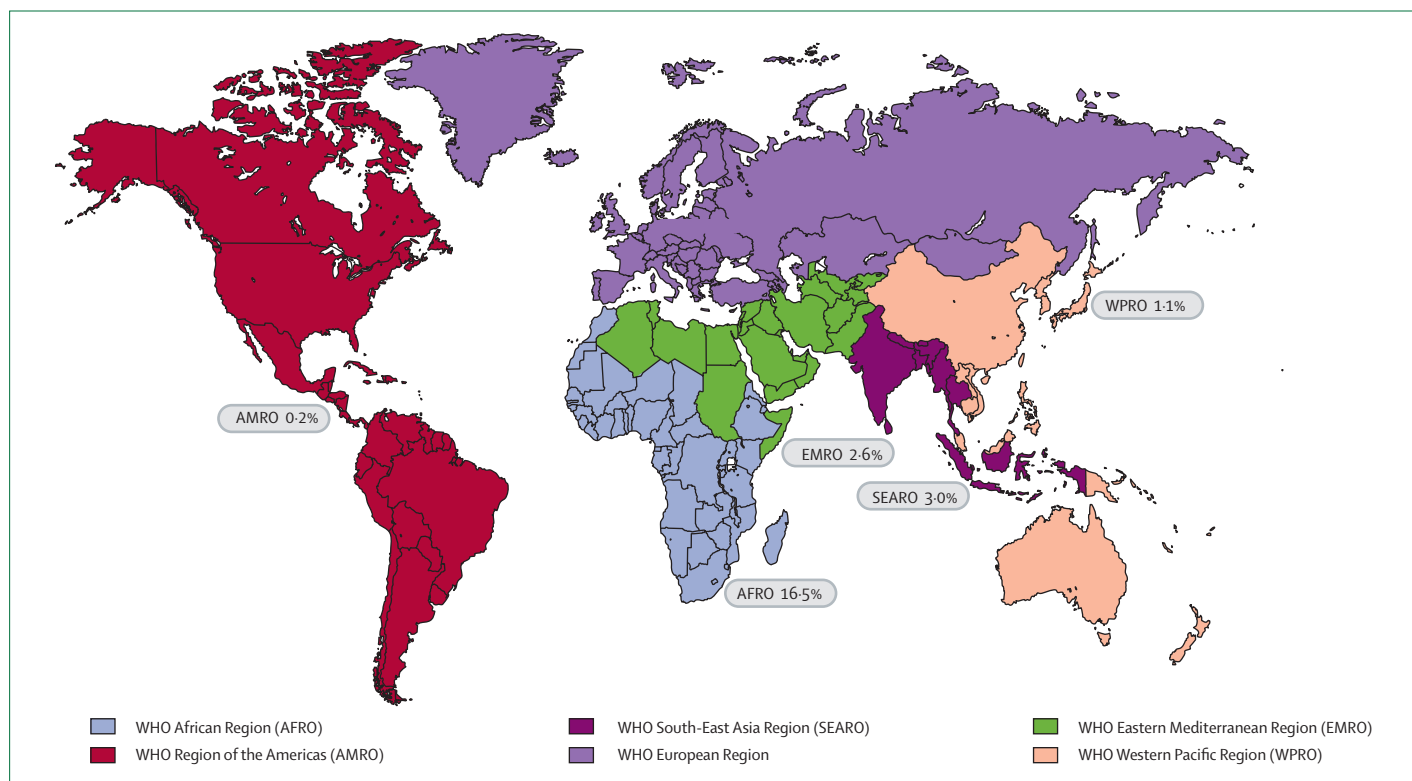 WPRO 1·1%
AMRO 0·2%
EMRO 2·6%
SEARO 3·0%
AFRO 16·5%
WHO African Region (AFRO)
WHO South-East Asia Region (SEARO)
WHO Eastern Mediterranean Region (EMRO)
WHO Region of the Americas (AMRO)
WHO European Region
WHO Western Pacific Region (WPRO)